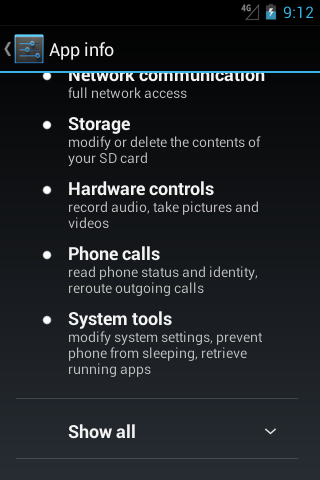 4G 9:12
App info
Network communication
full network access
Storage
modify or delete the contents of
your SD card
Hardware controls
record audio, take pictures and
videos
Phone calls
read phone status and identity,
reroute outgoing calls
System tools
modify system settings, prevent
phone from sleeping, retrieve
running apps
Show all